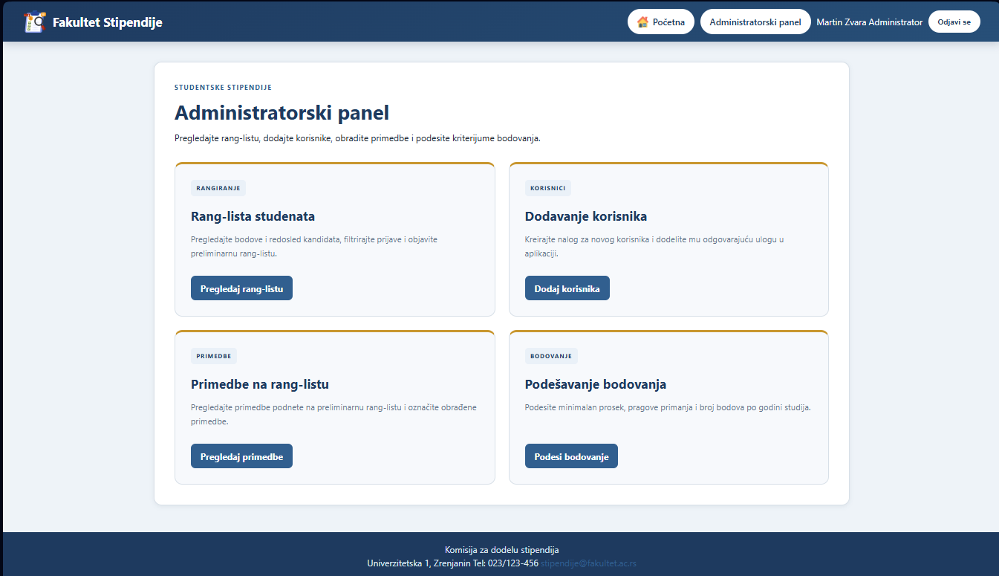 Fakultet Stipendije
Početna
Administratorski panel
Martin Zvara Administrator
Odjavi se
STUDENTSKE STIPENDIJE
Administratorski panel
Pregledajte rang-listu, dodajte korisnike, obradite primedbe i podesite kriterijume bodovanja.
RANGIRANJE
Rang-lista studenata
Pregledajte bodove i redosled kandidata, filtrirajte prijave i objavite
preliminarnu rang-listu.
Pregledaj rang-listu
KORISNICI
Dodavanje korisnika
Kreirajte nalog za novog korisnika i dodelite mu odgovarajuću ulogu u
aplikaciji.
Dodaj korisnika
PRIMEDBE
Primedbe na rang-listu
Pregledajte primedbe podnete na preliminarnu rang-listu i označite obrađene
primedbe.
Pregledaj primedbe
BODOVANJE
Podešavanje bodovanja
Podesite minimalan prosek, pragove primanja i broj bodova po godini studija.
Podesi bodovanje
Komisija za dodelu stipendija
Univerzitetska 1, Zrenjanin Tel: 023/123-456 stipendije@fakultet.ac.rs